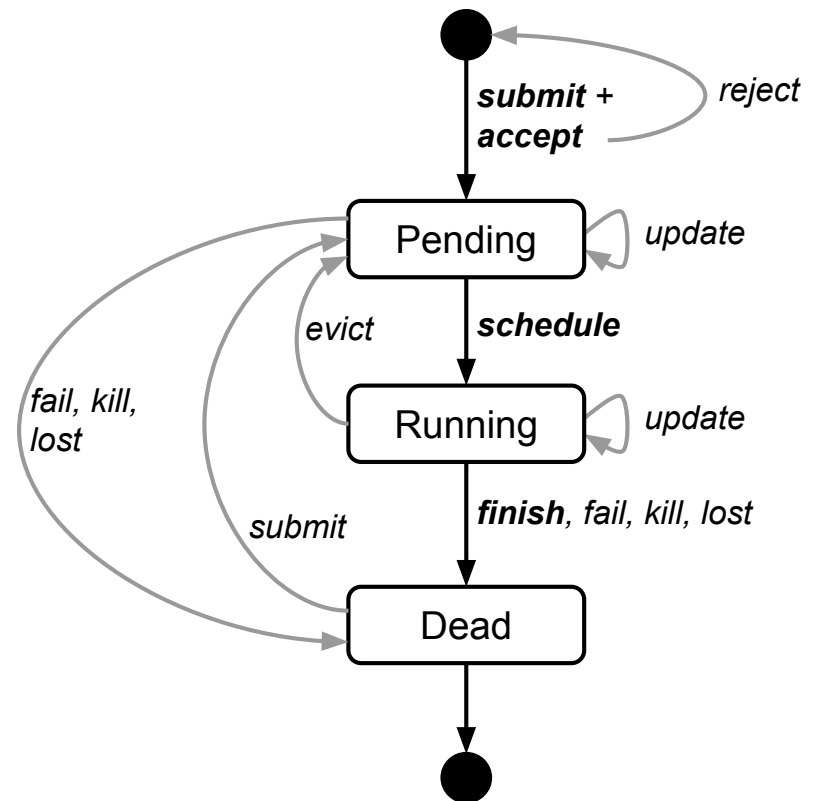 submit +
accept
reject
Pending
update
evict
schedule
fail, kill,
lost
Running
update
submit
finish, fail, kill, lost
Dead